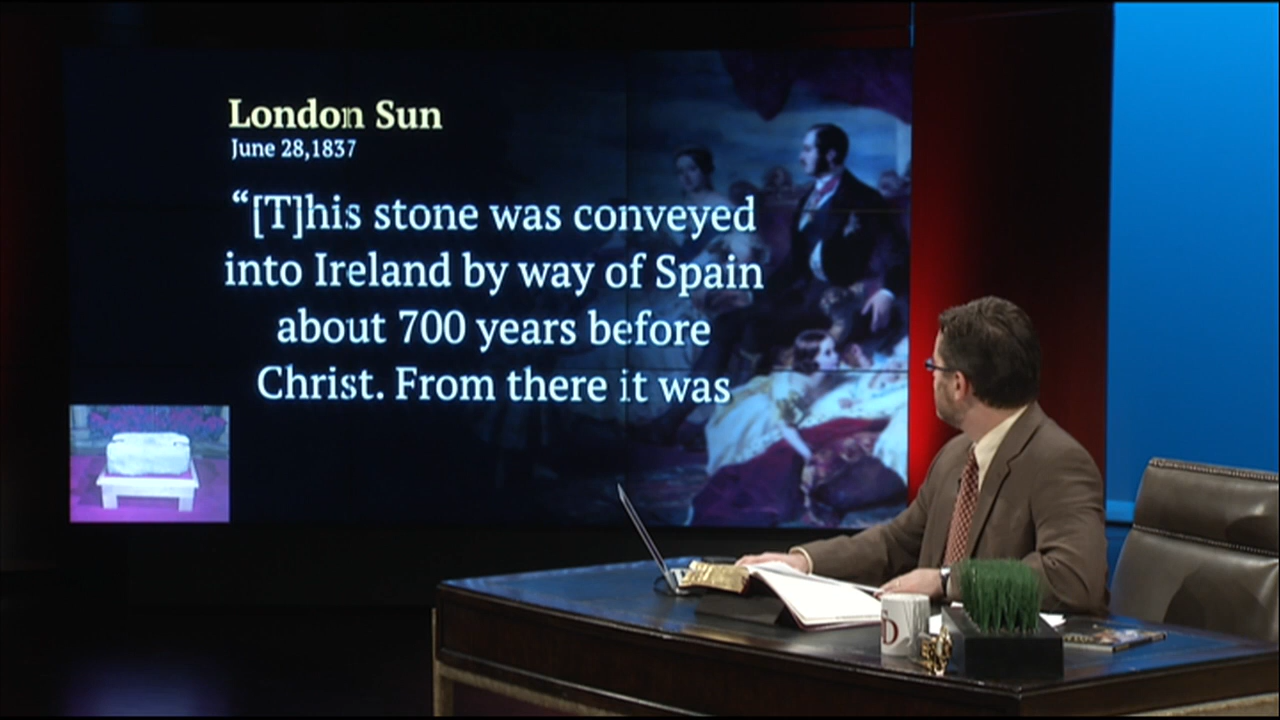 London Sun
June 28,1837
“[T]his stone was conveyed
into Ireland by way of Spain
about 700 years before
Christ. From there it was